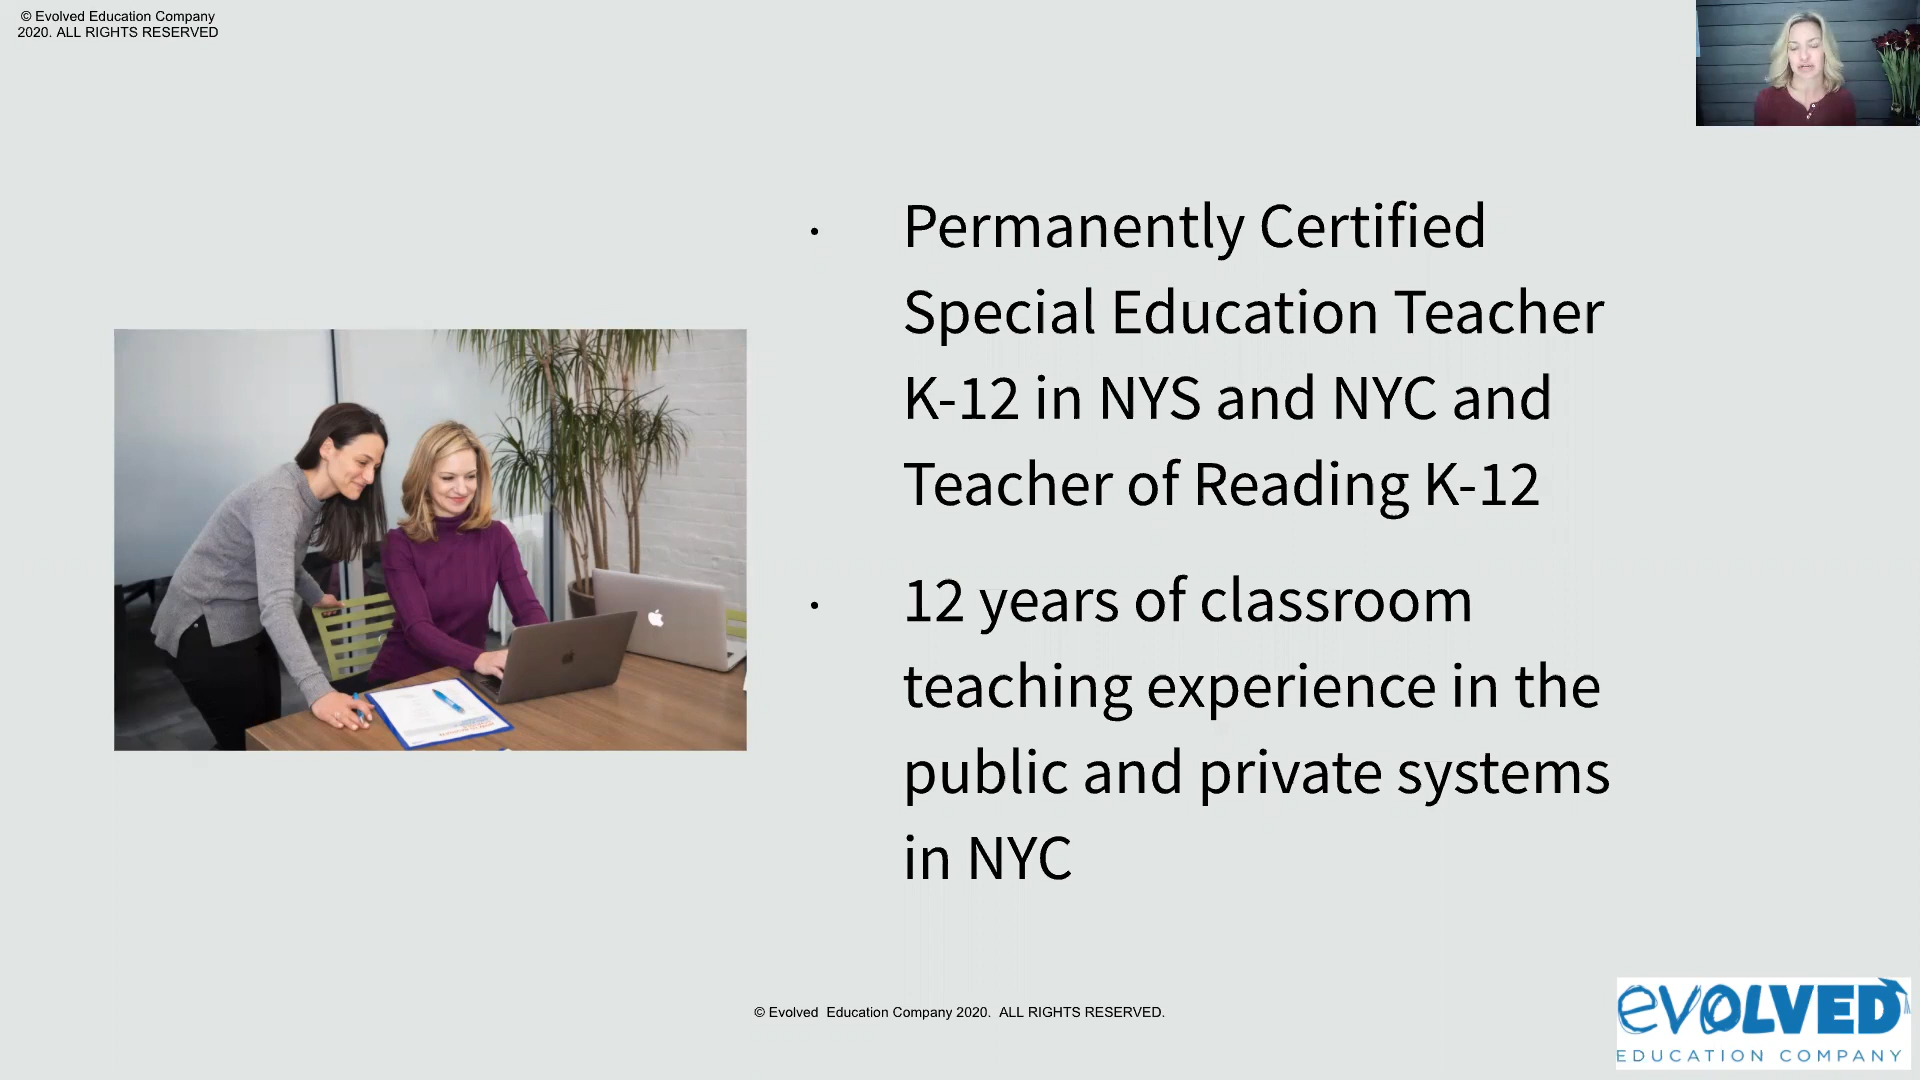 © Evolved Education Company
2020. ALL RIGHTS RESERVED
· Permanently Certified
Special Education Teacher
K-12 in NYS and NYC and
Teacher of Reading K-12
· 12 years of classroom
teaching experience in the
public and private systems
in NYC
© Evolved  Education Company 2020.  ALL RIGHTS RESERVED.
evOLVED
EDUCATION COMPANY